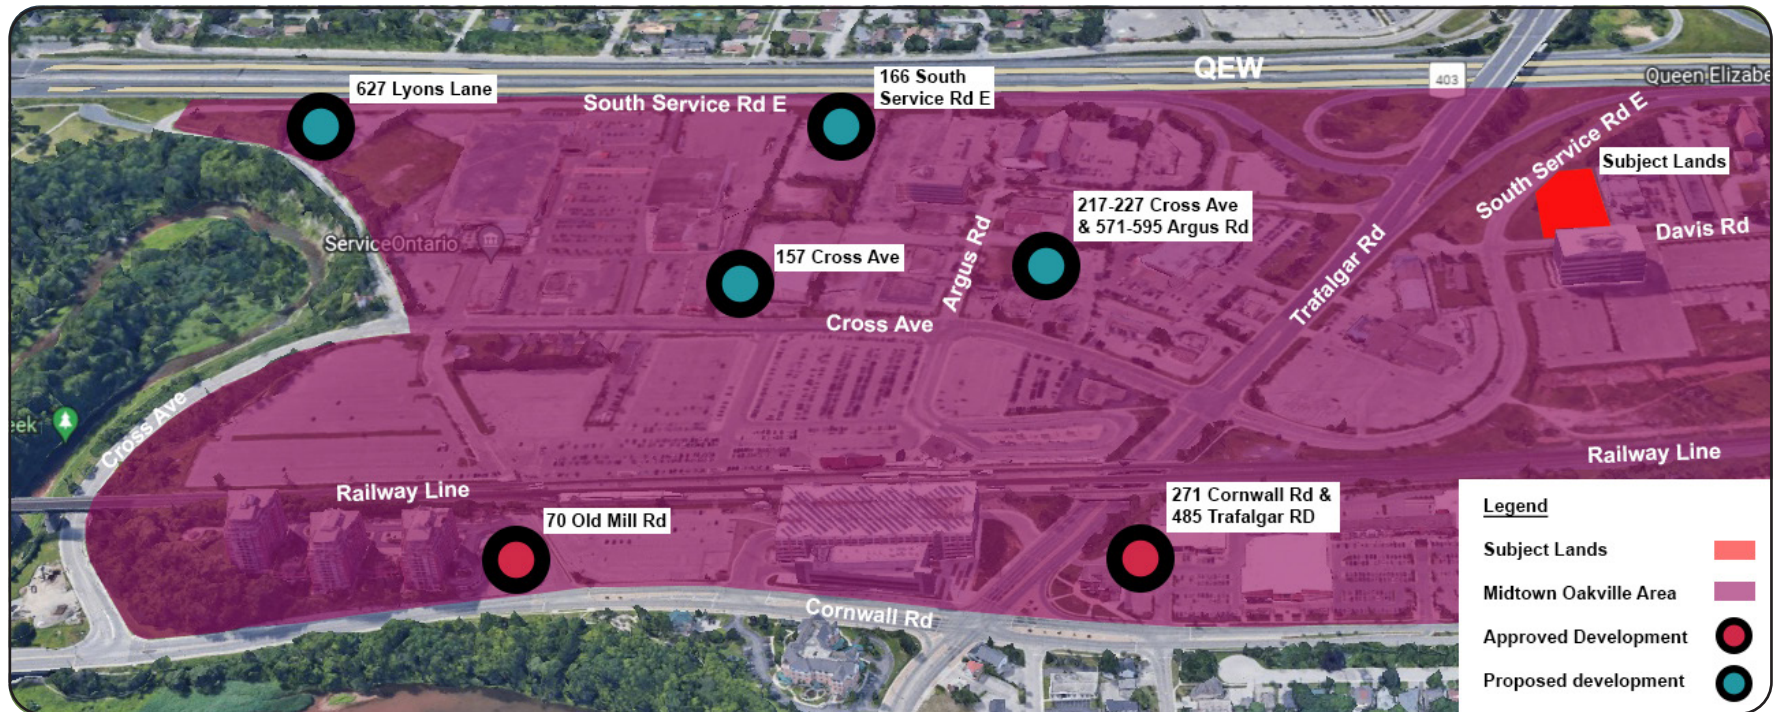 QEW
403
Queen Elizabe
627 Lyons Lane
166 South
Service Rd E
South Service Rd E
South Service Rd E
Subject Lands
217-227 Cross Ave
& 571-595 Argus Rd
Davis Rd
ServiceOntario
157 Cross Ave
Argus Rd
Trafalgar Rd
Cross Ave
eek
Cross Ave
Railway Line
Railway Line
70 Old Mill Rd
271 Cornwall Rd &
485 Trafalgar RD
Cornwall Rd
Legend
Subject Lands
Midtown Oakville Area
Approved Development
Proposed development